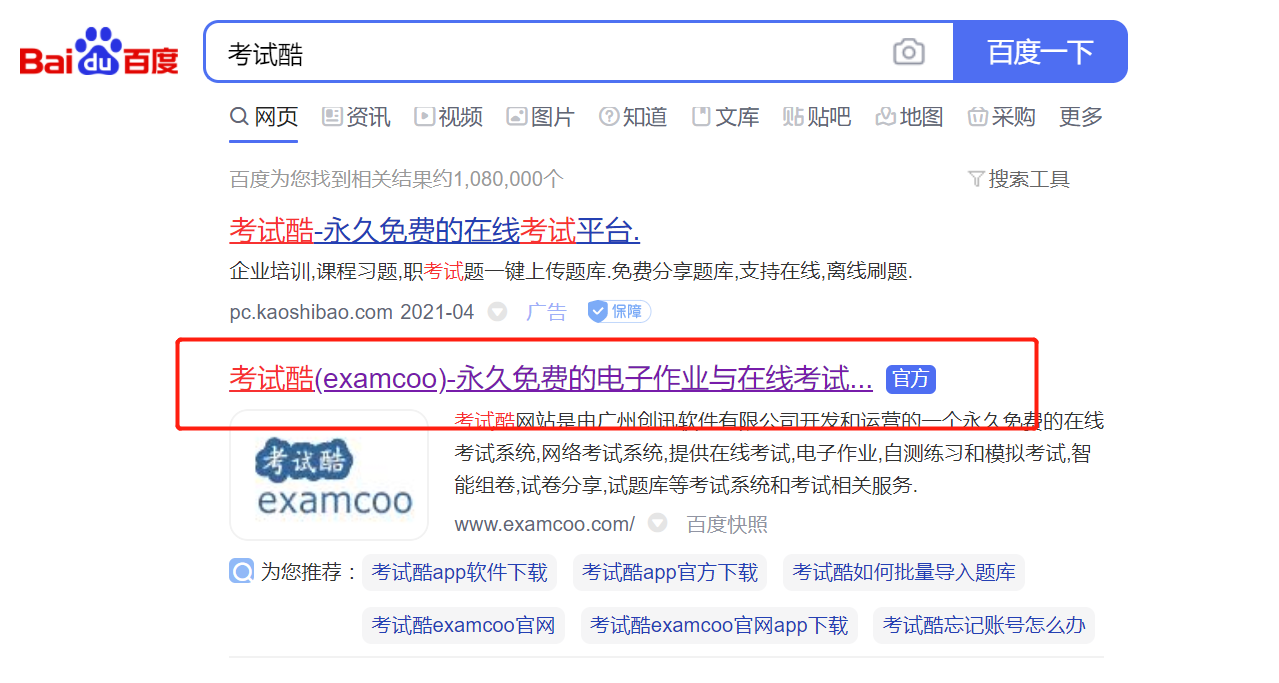 Bai du 百度 考试酷 百度一下
网页 资讯 视频 图片 知道 文库 贴 贴吧 地图 采购 更多
百度为您找到相关结果约1,080,000个 搜索工具
考试酷-永久免费的在线考试平台.
企业培训,课程习题,职考试题一键上传题库.免费分享题库,支持在线,离线刷题.
pc.kaoshibao.com 2021-04 广告 保障
考试酷(examcoo)-永久免费的电子作业与在线考试... 官方
考试酷网站是由广州创讯软件有限公司开发和运营的一个永久免费的在线
考试系统,网络考试系统,提供在线考试,电子作业,自测练习和模拟考试,智
能组卷,试卷分享,试题库等考试系统和考试相关服务.
考试酷
examcoo
www.examcoo.com/ 百度快照
为您推荐： 考试酷app软件下载 考试酷app官方下载 考试酷如何批量导入题库
考试酷examcoo官网 考试酷examcoo官网app下载 考试酷忘记账号怎么办